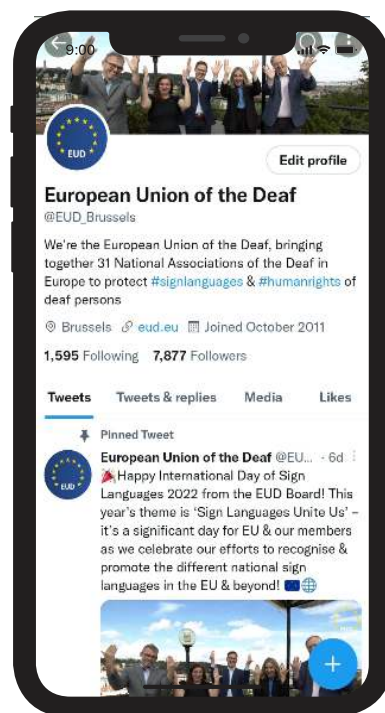 9:00
EUD
Edit profile
European Union of the Deaf
@EUD_Brussels
We're the European Union of the Deaf, bringing
together 31 National Associations of the Deaf in
Europe to protect #signlanguages & #humanrights of
deaf persons
Brussels eud.eu Joined October 2011
1,595 Following 7,877 Followers
Tweets Tweets & replies Media Likes
Pinned Tweet
European Union of the Deaf @EU... · 6d
EUD
🎉Happy International Day of Sign
Languages 2022 from the EUD Board! This
year's theme is 'Sign Languages Unite Us' –
it's a significant day for EU & our members
as we celebrate our efforts to recognise &
promote the different national sign
languages in the EU & beyond! 🇪🇺🌐